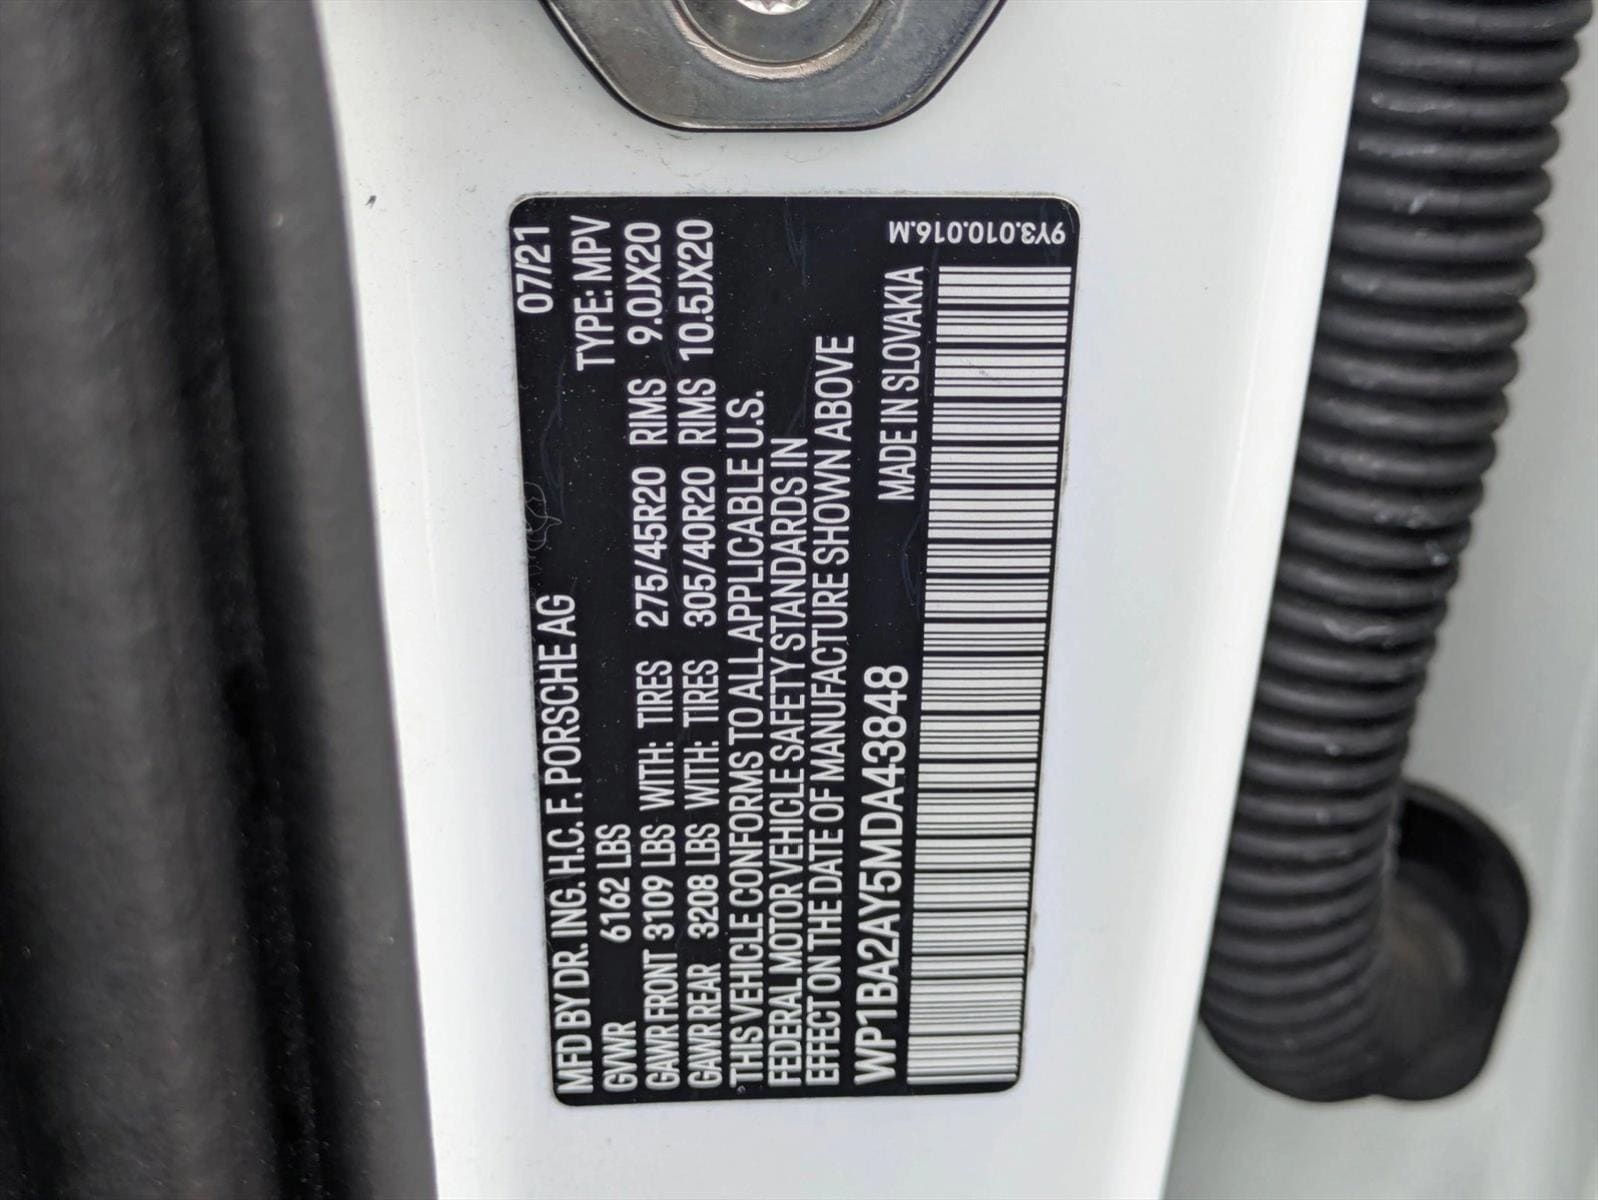 MFD BY DR. ING. H.C. F. PORSCHE AG 07/21
GVWR 6162 LBS TYPE: MPV
GAWR FRONT 3109 LBS WITH: TIRES 275/45R20 RIMS 9.0JX20
GAWR REAR 3208 LBS WITH: TIRES 305/40R20 RIMS 10.5JX20
THIS VEHICLE CONFORMS TO ALL APPLICABLE U.S.
FEDERAL MOTOR VEHICLE SAFETY STANDARDS IN
EFFECT ON THE DATE OF MANUFACTURE SHOWN ABOVE
WP1BA2AY5MDA43848 MADE IN SLOVAKIA
9Y3.010.016.M